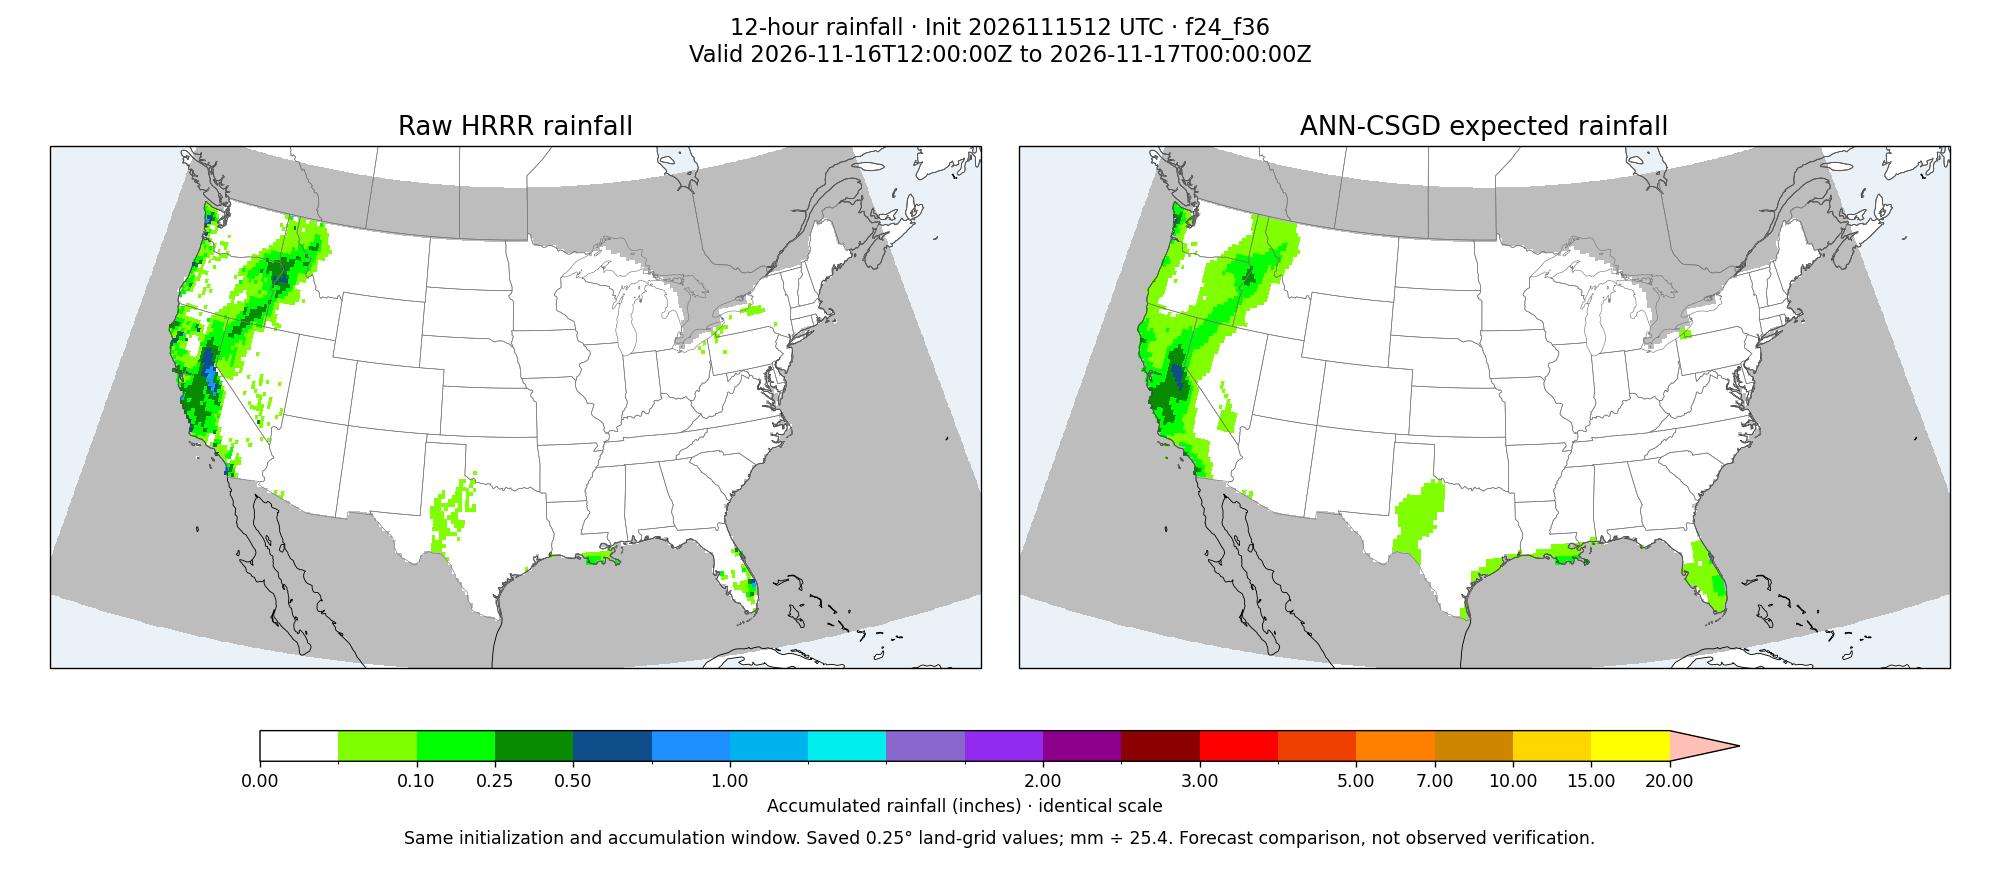 12-hour rainfall · Init 2026111512 UTC · f24_f36
Valid 2026-11-16T12:00:00Z to 2026-11-17T00:00:00Z
Raw HRRR rainfall
ANN-CSGD expected rainfall
0.00 0.10 0.25 0.50 1.00 2.00 3.00 5.00 7.00 10.00 15.00 20.00
Accumulated rainfall (inches) · identical scale
Same initialization and accumulation window. Saved 0.25° land-grid values; mm ÷ 25.4. Forecast comparison, not observed verification.